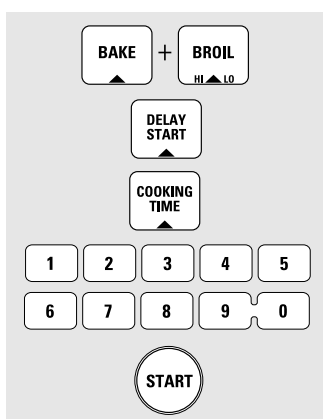 BAKE + BROIL
HI LO
DELAY
START
COOKING
TIME
1 2 3 4 5
6 7 8 9 0
START